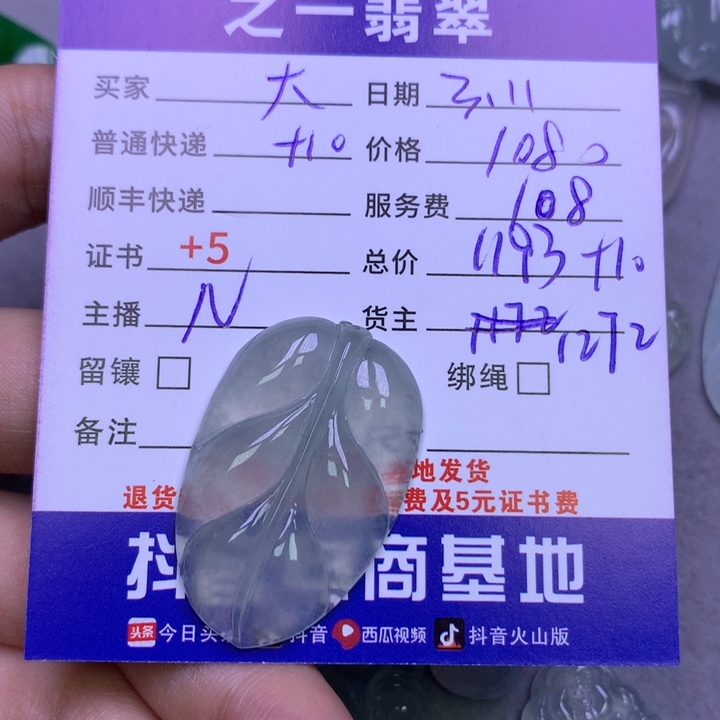 之一翡翠
买家 大 日期 3.11
普通快递 +10 价格 1080
顺丰快递 服务费 108
证书 +5 总价 1193+10
主播 N 货主 1272
留镶 绑绳
备注
地发货
退货 费及5元证书费
抖 商基地
头条 今日头 抖音 西瓜视频 抖音火山版